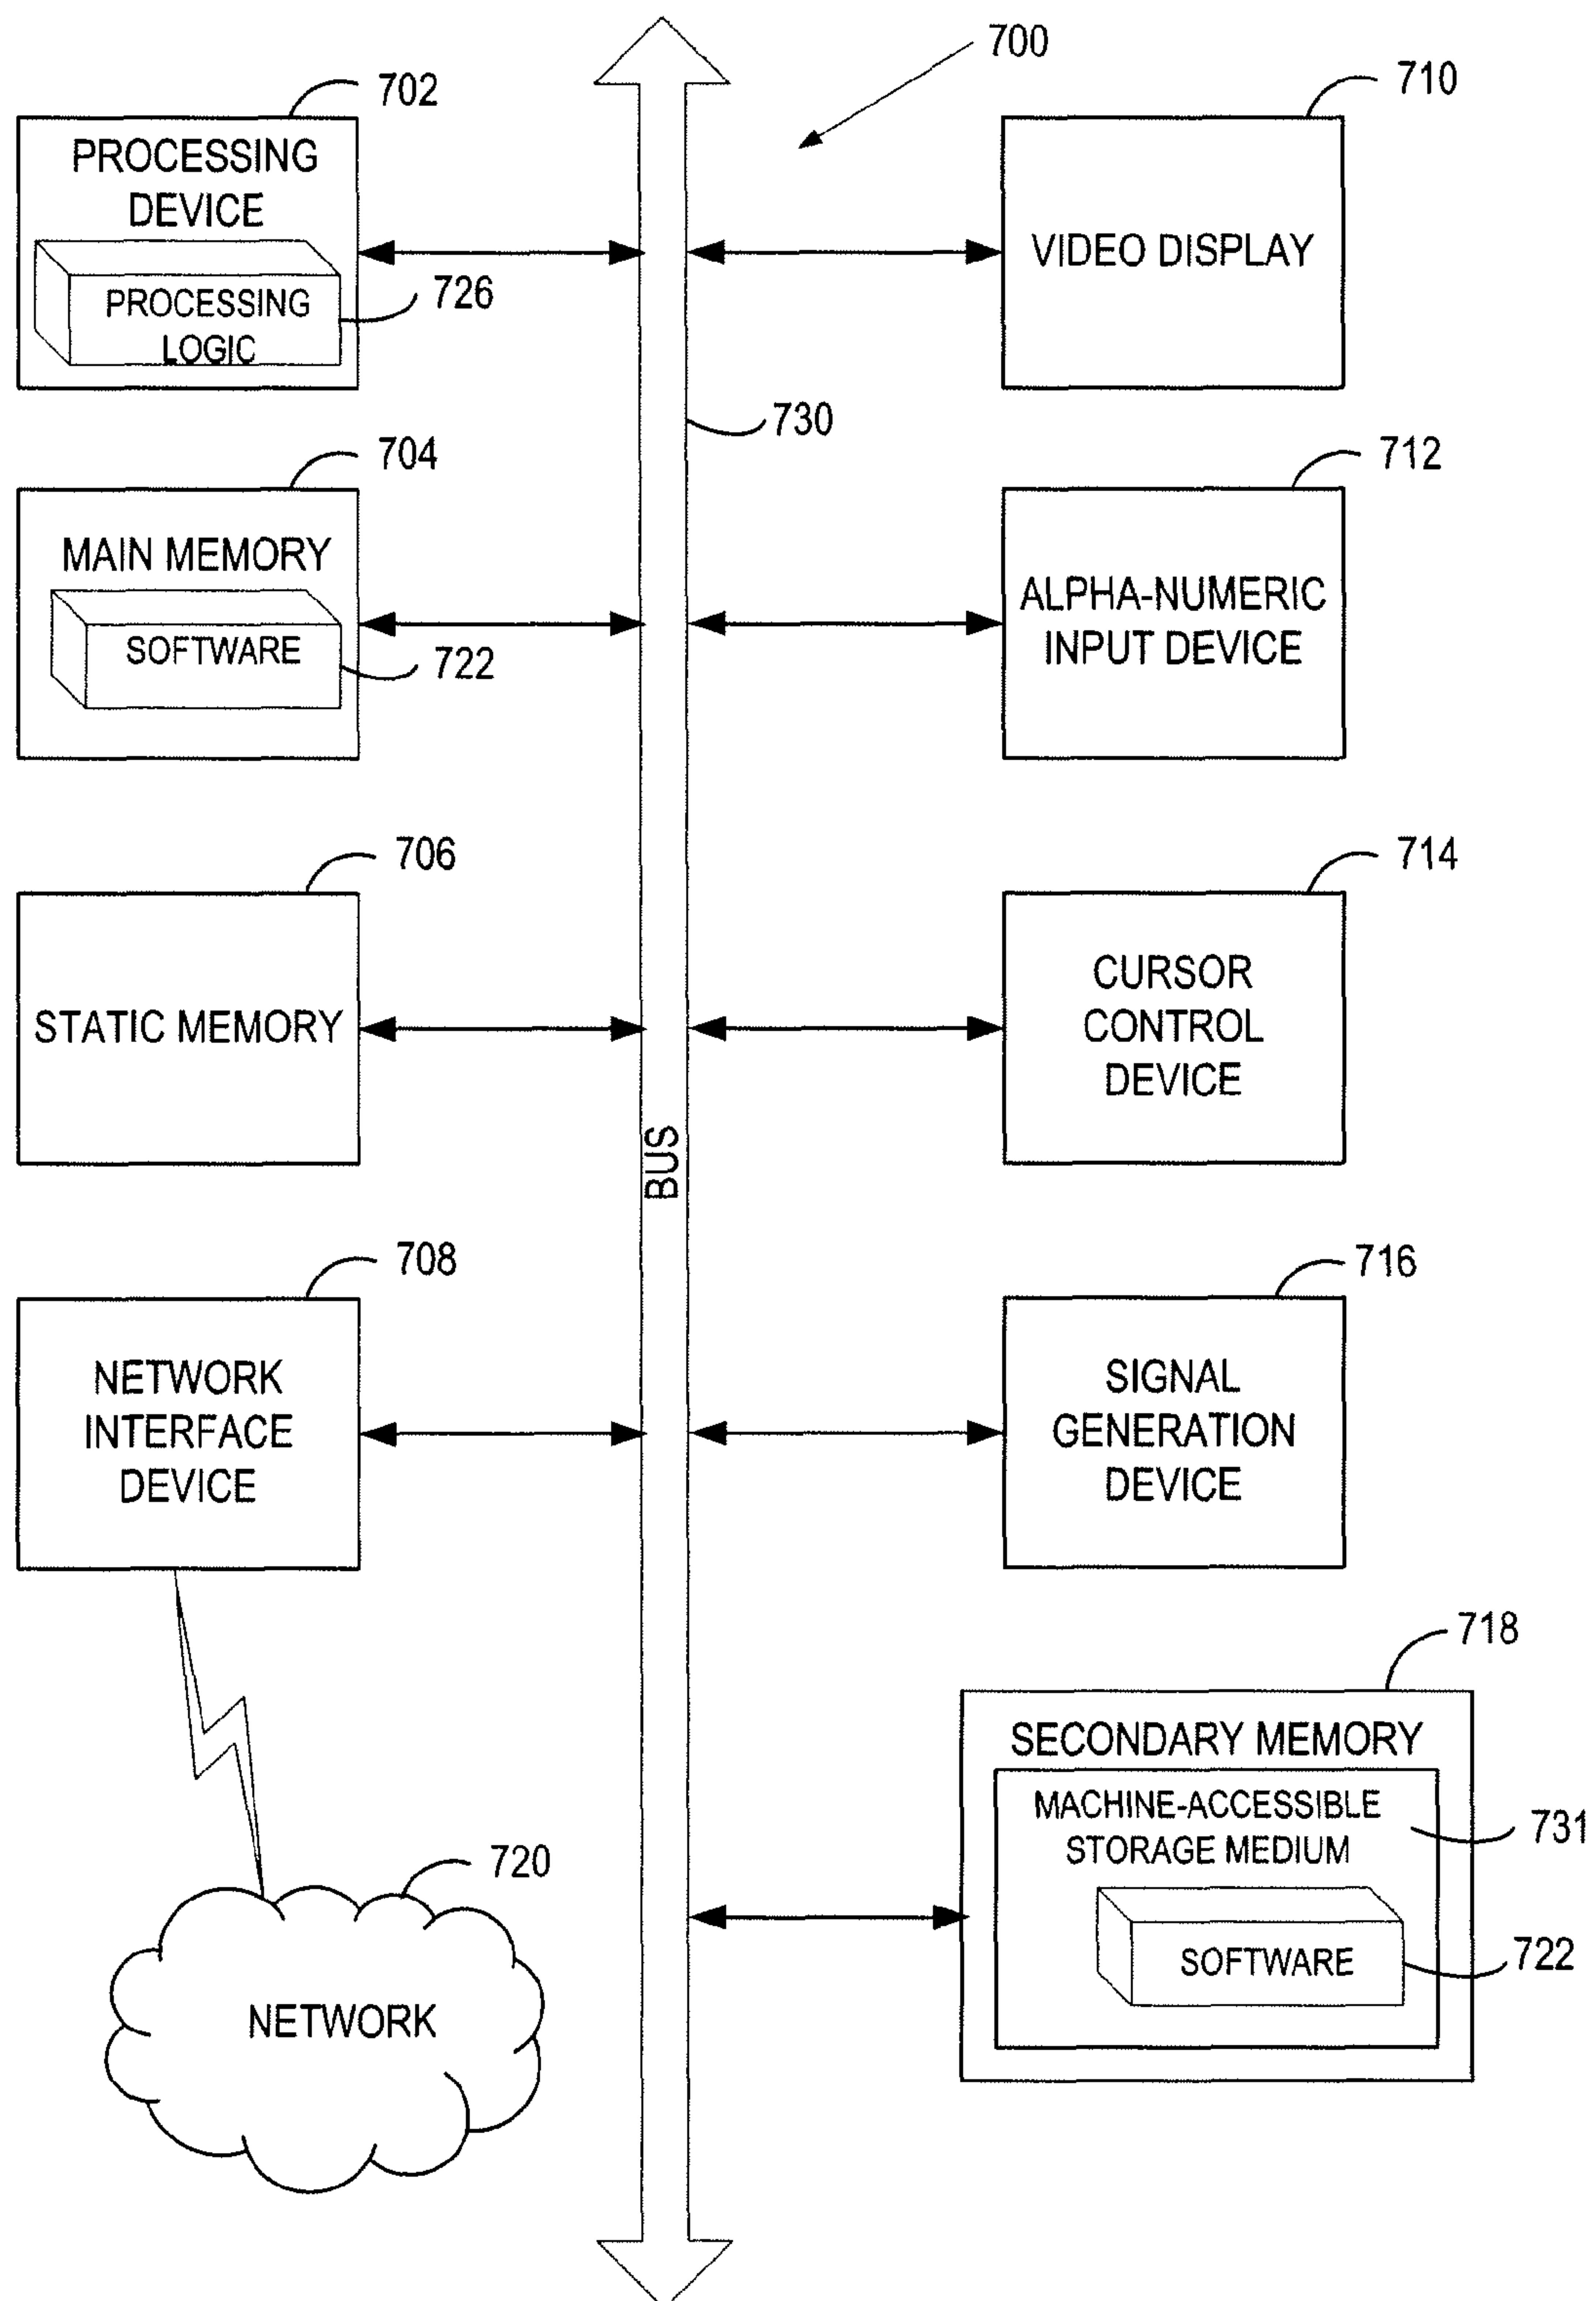 700
702
PROCESSING
DEVICE
PROCESSING
LOGIC
726
710
VIDEO DISPLAY
730
704
MAIN MEMORY
SOFTWARE
722
712
ALPHA-NUMERIC
INPUT DEVICE
706
STATIC MEMORY
714
CURSOR
CONTROL
DEVICE
BUS
708
NETWORK
INTERFACE
DEVICE
716
SIGNAL
GENERATION
DEVICE
718
SECONDARY MEMORY
MACHINE-ACCESSIBLE
STORAGE MEDIUM
731
SOFTWARE
722
720
NETWORK